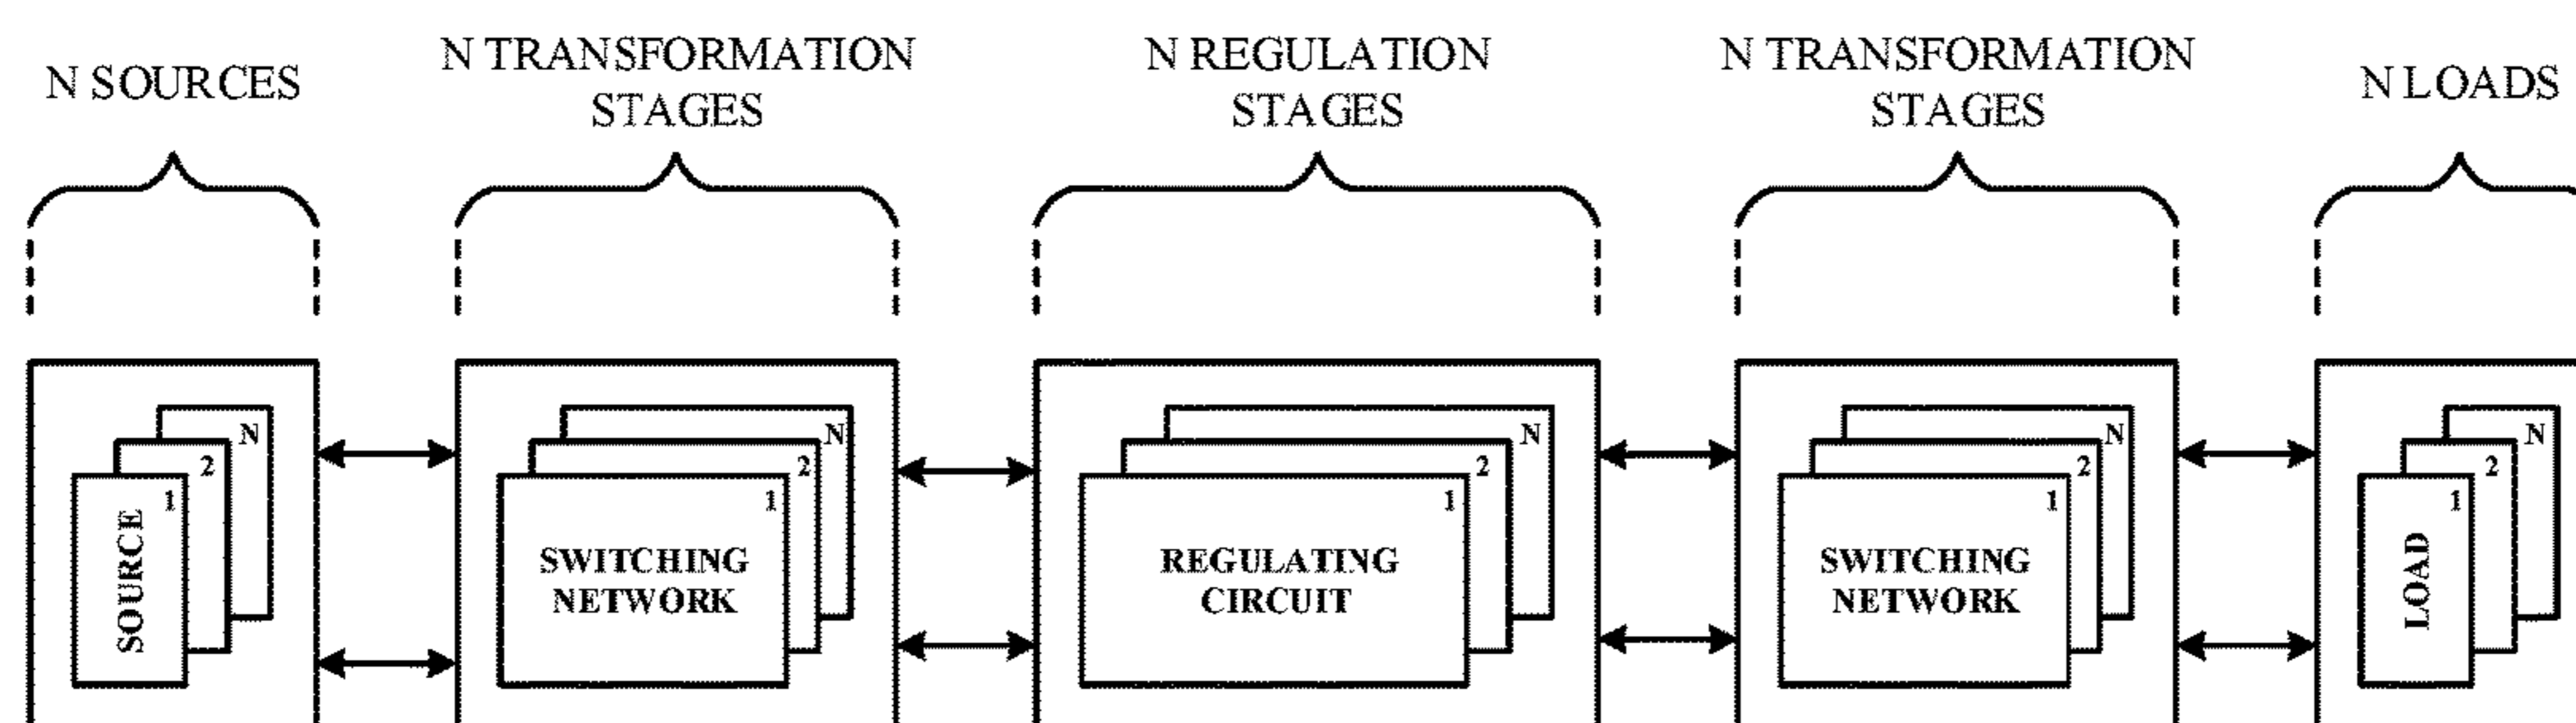 N SOURCES
N TRANSFORMATION
STAGES
N REGULATION
STAGES
N TRANSFORMATION
STAGES
N LOADS
N
2
1
SOURCE
N
2
1
SWITCHING
NETWORK
N
2
1
REGULATING
CIRCUIT
N
2
1
SWITCHING
NETWORK
N
2
1
LOAD